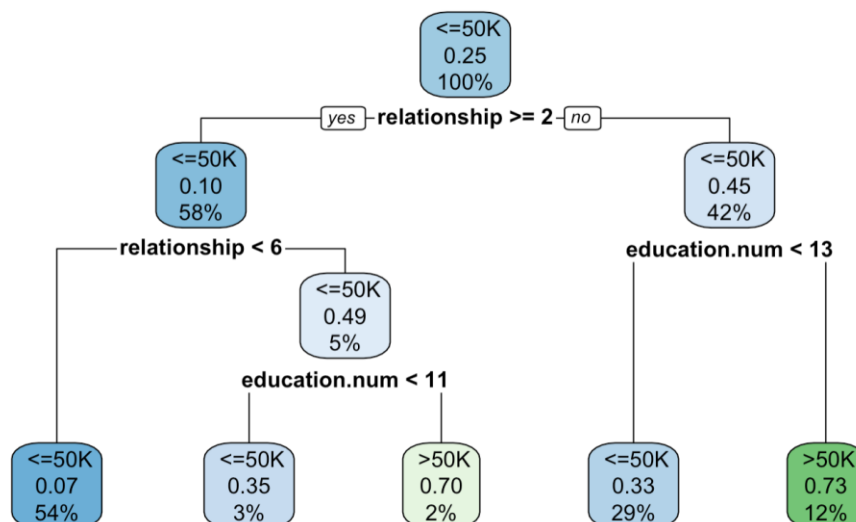 <=50K
0.25
100%
yes relationship >= 2 no
<=50K
0.10
58%
<=50K
0.45
42%
relationship < 6
education.num < 13
<=50K
0.49
5%
education.num < 11
<=50K
0.07
54%
<=50K
0.35
3%
>50K
0.70
2%
<=50K
0.33
29%
>50K
0.73
12%